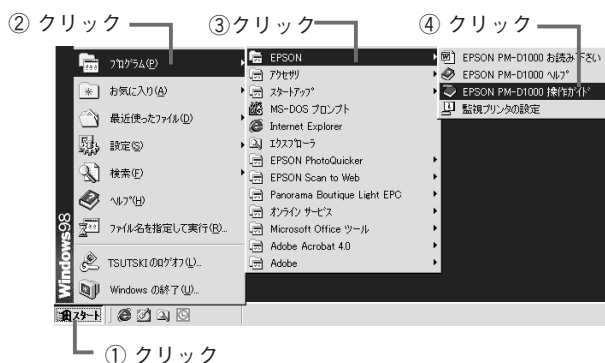 ② クリック
③クリック
④ クリック
プログラム(P)
お気に入り(A)
最近使ったファイル(D)
設定(S)
検索(F)
ヘルプ(H)
ファイル名を指定して実行(R)...
TSUTSKI のログオフ(L)...
Windows の終了(U)...
Windows98
EPSON
アクセサリ
スタートアップ
MS-DOS プロンプト
Internet Explorer
エクスプローラ
EPSON PhotoQuicker
EPSON Scan to Web
Panorama Boutique Light EPC
オンライン サービス
Microsoft Office ツール
Adobe Acrobat 4.0
Adobe
EPSON PM-D1000 お読み下さい
EPSON PM-D1000 ヘルプ
EPSON PM-D1000 操作ガイド
監視プリンタの設定
スタート
① クリック